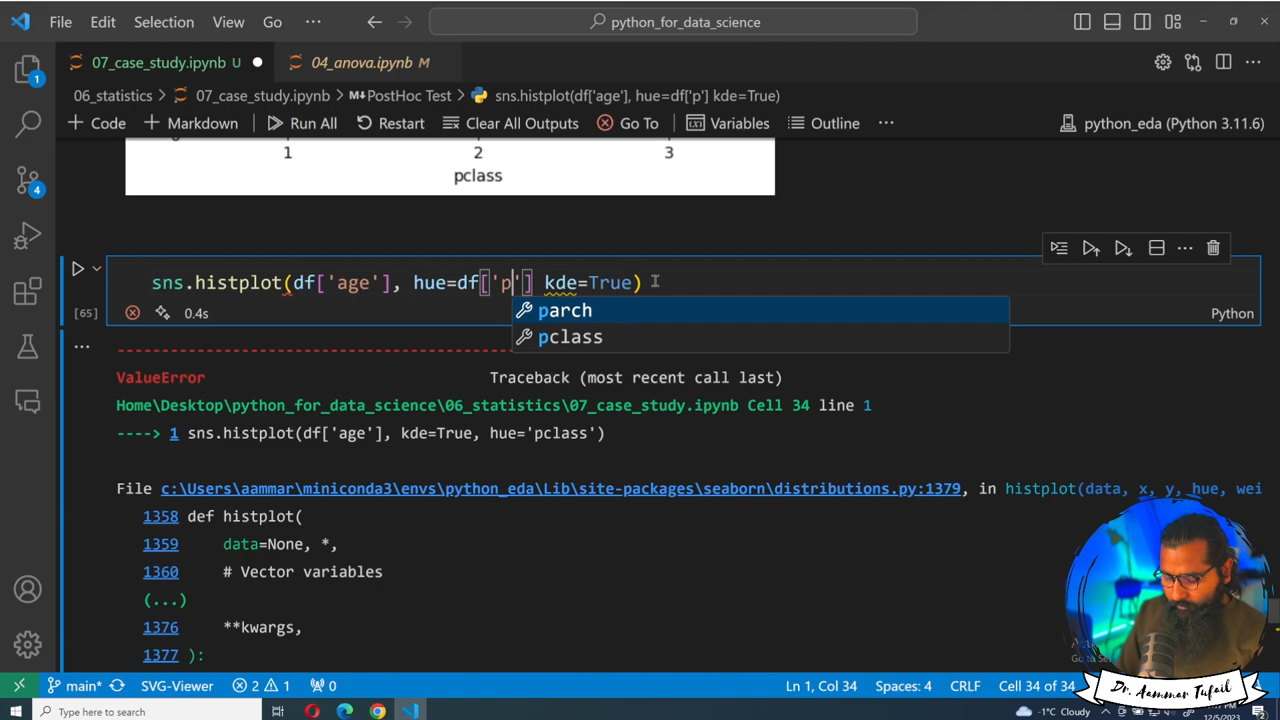 File Edit Selection View Go ··· python_for_data_science
07_case_study.ipynb U 04_anova.ipynb M
06_statistics > 07_case_study.ipynb > PostHoc Test > sns.histplot(df['age'], hue=df['p'] kde=True)
+ Code + Markdown Run All Restart Clear All Outputs Go To Variables Outline ··· python_eda (Python 3.11.6)
1 2 3
pclass
sns.histplot(df['age'], hue=df['p'] kde=True)
parch
[65] 0.4s Python
pclass
ValueError Traceback (most recent call last)
Home\Desktop\python_for_data_science\06_statistics\07_case_study.ipynb Cell 34 line 1
----> 1 sns.histplot(df['age'], kde=True, hue='pclass')
File c:\Users\aammar\miniconda3\envs\python_eda\Lib\site-packages\seaborn\distributions.py:1379, in histplot(data, x, y, hue, wei
1358 def histplot(
1359 data=None, *,
1360 # Vector variables
(...)
1376 **kwargs,
1377 ):
main* SVG-Viewer 2 1 0 Ln 1, Col 34 Spaces: 4 CRLF Cell 34 of 34
Dr. Aammar Tufail
Type here to search -1°C Cloudy 12/5/2023